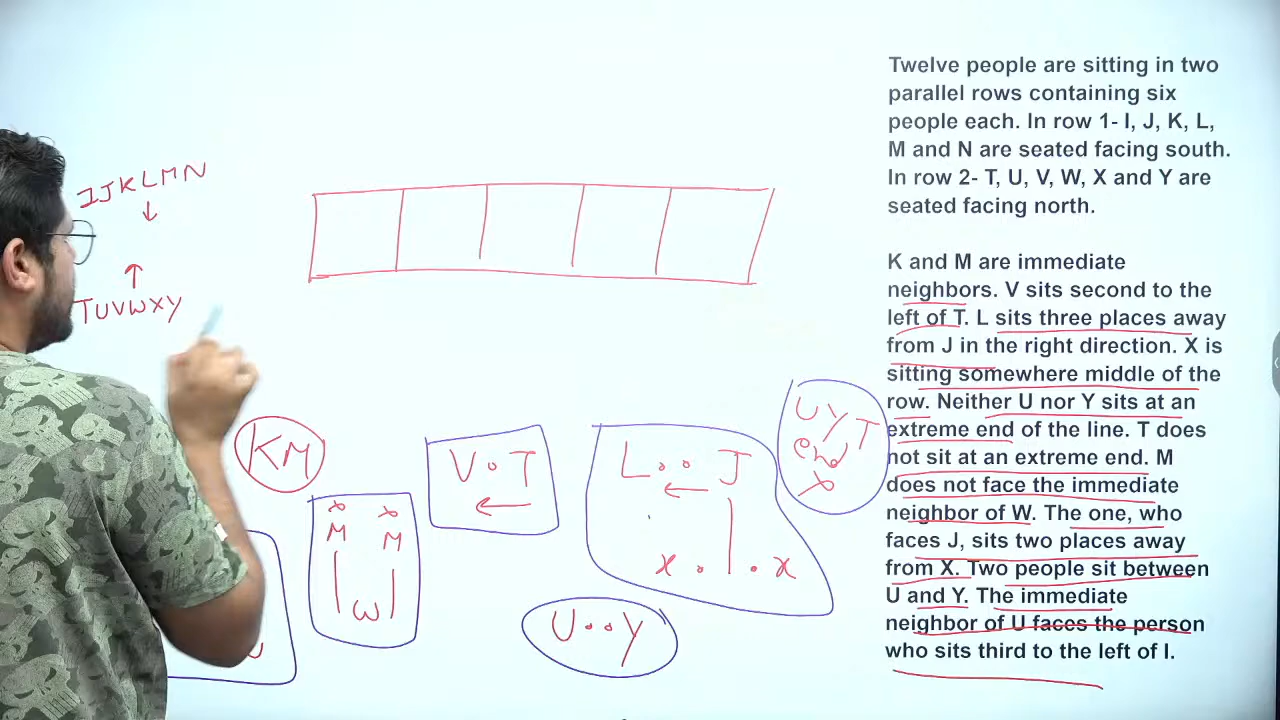 Twelve people are sitting in two
parallel rows containing six
people each. In row 1- I, J, K, L,
M and N are seated facing south.
In row 2- T, U, V, W, X and Y are
seated facing north.
K and M are immediate
neighbors. V sits second to the
left of T. L sits three places away
from J in the right direction. X is
sitting somewhere middle of the
row. Neither U nor Y sits at an
extreme end of the line. T does
not sit at an extreme end. M
does not face the immediate
neighbor of W. The one, who
faces J, sits two places away
from X. Two people sit between
U and Y. The immediate
neighbor of U faces the person
who sits third to the left of I.
IJKLMN
TUVWXY
KM
M M
W
V T
L J
x x
U Y T
end
U Y